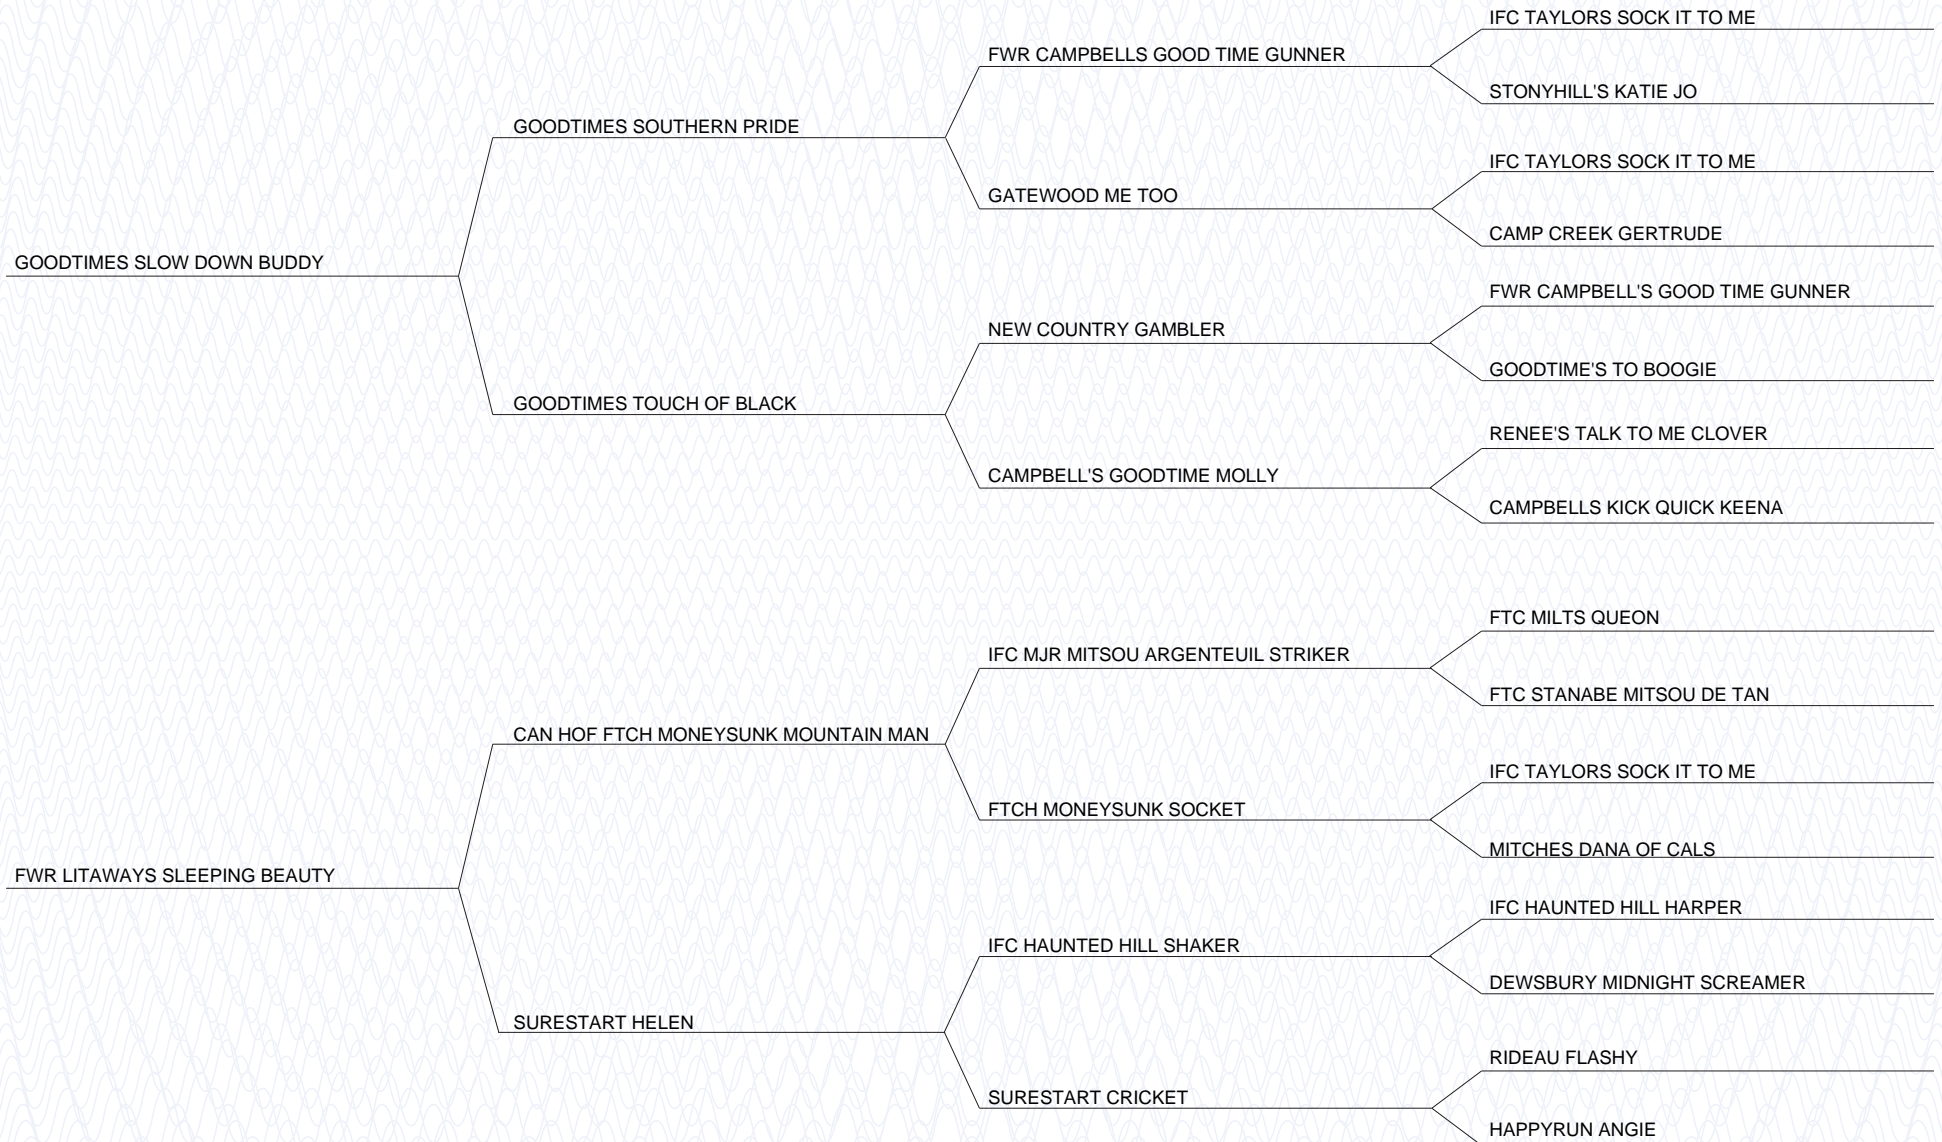 IFC TAYLORS SOCK IT TO ME
FWR CAMPBELLS GOOD TIME GUNNER
STONYHILL'S KATIE JO
GOODTIMES SOUTHERN PRIDE
IFC TAYLORS SOCK IT TO ME
GATEWOOD ME TOO
CAMP CREEK GERTRUDE
GOODTIMES SLOW DOWN BUDDY
FWR CAMPBELL'S GOOD TIME GUNNER
NEW COUNTRY GAMBLER
GOODTIME'S TO BOOGIE
GOODTIMES TOUCH OF BLACK
RENEE'S TALK TO ME CLOVER
CAMPBELL'S GOODTIME MOLLY
CAMPBELLS KICK QUICK KEENA
FTC MILTS QUEON
IFC MJR MITSOU ARGENTEUIL STRIKER
FTC STANABE MITSOU DE TAN
CAN HOF FTCH MONEYSUNK MOUNTAIN MAN
IFC TAYLORS SOCK IT TO ME
FTCH MONEYSUNK SOCKET
MITCHES DANA OF CALS
FWR LITAWAYS SLEEPING BEAUTY
IFC HAUNTED HILL HARPER
IFC HAUNTED HILL SHAKER
DEWSBURY MIDNIGHT SCREAMER
SURESTART HELEN
RIDEAU FLASHY
SURESTART CRICKET
HAPPYRUN ANGIE